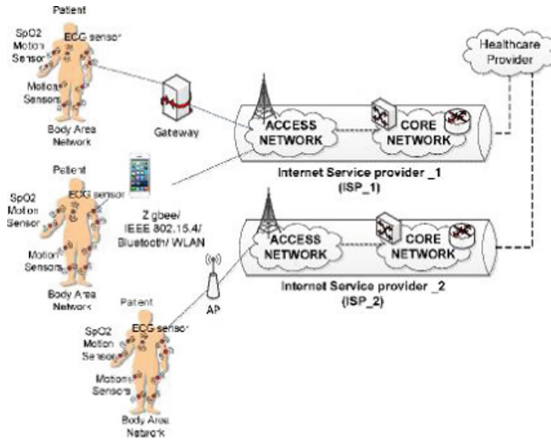 Patient
SpO2
ECG sensor
Motion
Sensor
Motion
Sensors
Body Area
Network
Gateway
ACCESS
NETWORK
CORE
NETWORK
Internet Service provider _1
(ISP_1)
Healthcare
Provider
Patient
ECG sensor
SpO2
Motion
Sensor
Motion
Sensors
Body Area
Network
Zigbee/
IEEE 802.15.4/
Bluetooth/ WLAN
ACCESS
NETWORK
CORE
NETWORK
Internet Service provider _2
(ISP_2)
AP
Patient
SpO2
ECG sensor
Motion
Sensor
Motion
Sensors
Body Area
Network